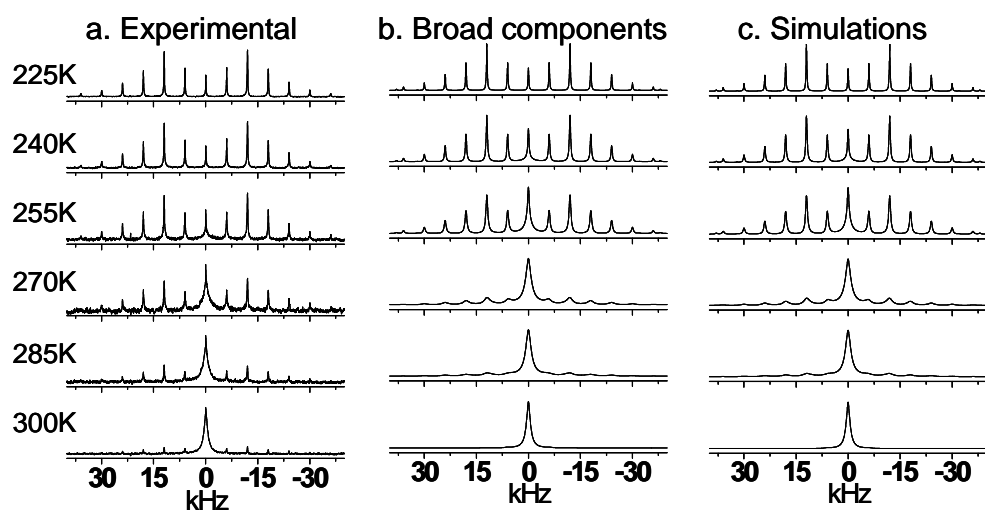 a. Experimental b. Broad components c. Simulations
225K
240K
255K
270K
285K
300K
30 15 0 -15 -30 30 15 0 -15 -30 30 15 0 -15 -30
kHz kHz kHz